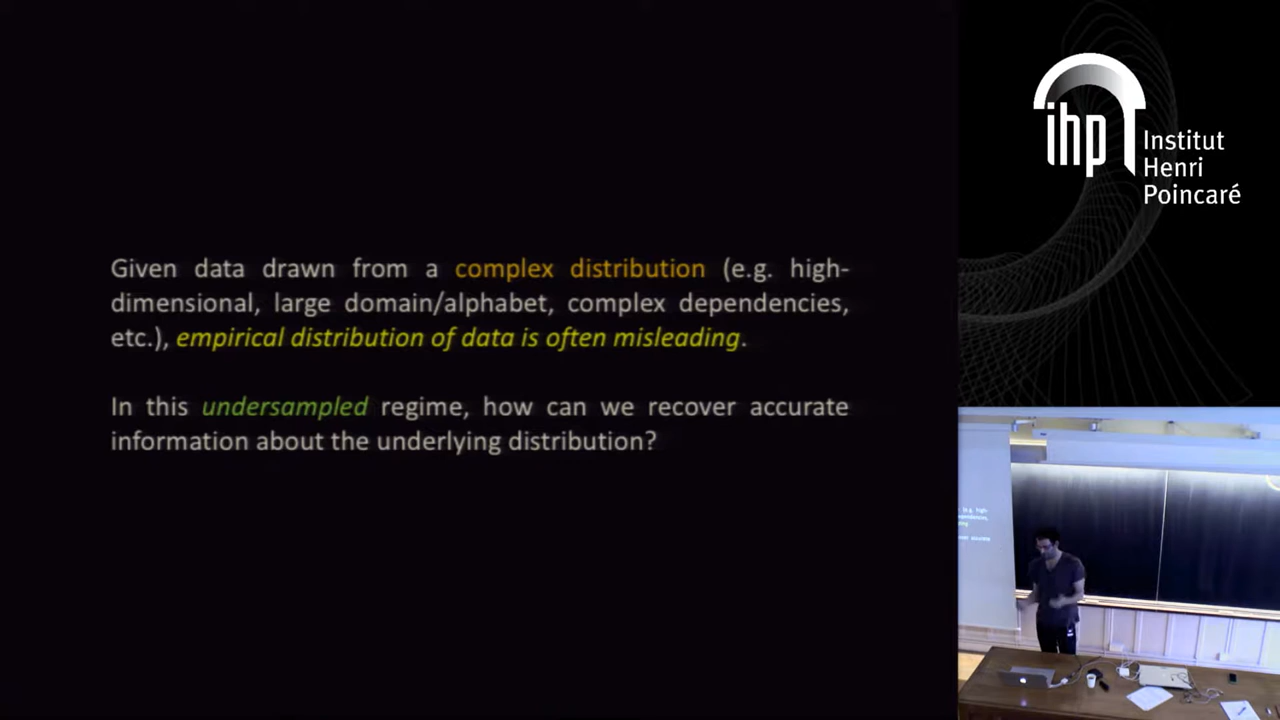 Given data drawn from a complex distribution (e.g. high-
dimensional, large domain/alphabet, complex dependencies,
etc.), empirical distribution of data is often misleading.
In this undersampled regime, how can we recover accurate
information about the underlying distribution?
ihp
Institut
Henri
Poincaré